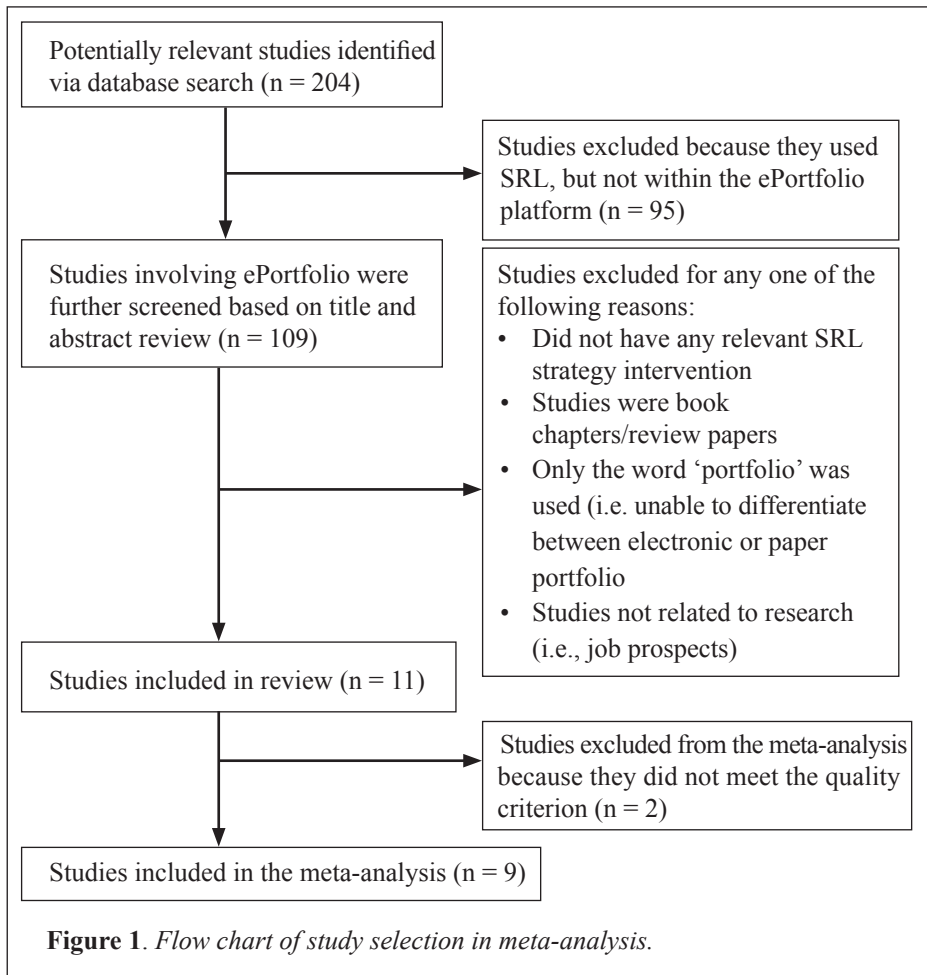 Potentially relevant studies identified
via database search (n = 204)
Studies excluded because they used
SRL, but not within the ePortfolio
platform (n = 95)
Studies involving ePortfolio were
further screened based on title and
abstract review (n = 109)
Studies excluded for any one of the
following reasons:
• Did not have any relevant SRL
strategy intervention
• Studies were book
chapters/review papers
• Only the word ‘portfolio’ was
used (i.e. unable to differentiate
between electronic or paper
portfolio
• Studies not related to research
(i.e., job prospects)
Studies included in review (n = 11)
Studies excluded from the meta-analysis
because they did not meet the quality
criterion (n = 2)
Studies included in the meta-analysis (n = 9)
Figure 1. Flow chart of study selection in meta-analysis.